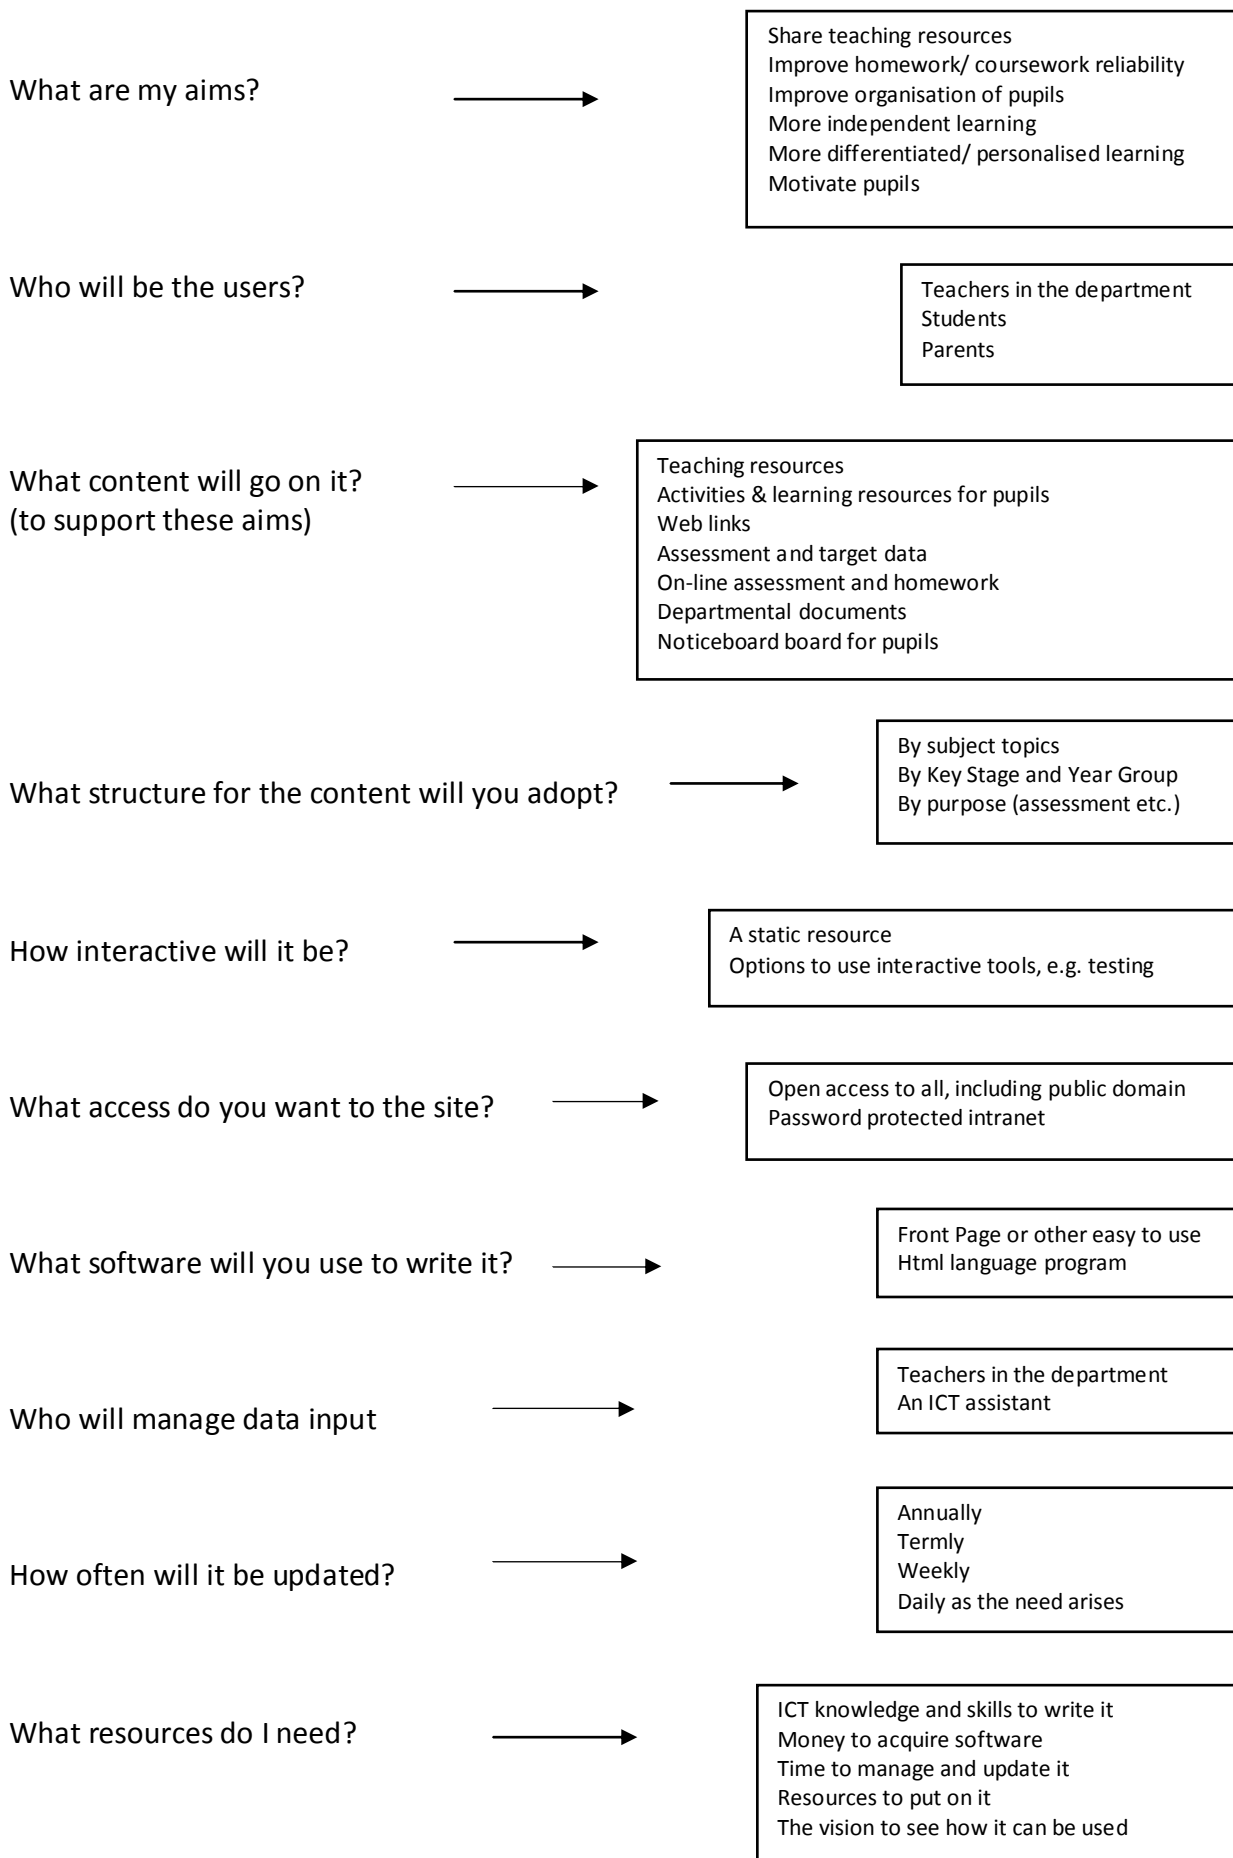 What are my aims?
Share teaching resources
Improve homework/ coursework reliability
Improve organisation of pupils
More independent learning
More differentiated/ personalised learning
Motivate pupils
Who will be the users?
Teachers in the department
Students
Parents
What content will go on it?
(to support these aims)
Teaching resources
Activities & learning resources for pupils
Web links
Assessment and target data
On-line assessment and homework
Departmental documents
Noticeboard board for pupils
What structure for the content will you adopt?
By subject topics
By Key Stage and Year Group
By purpose (assessment etc.)
How interactive will it be?
A static resource
Options to use interactive tools, e.g. testing
What access do you want to the site?
Open access to all, including public domain
Password protected intranet
What software will you use to write it?
Front Page or other easy to use
Html language program
Who will manage data input
Teachers in the department
An ICT assistant
How often will it be updated?
Annually
Termly
Weekly
Daily as the need arises
What resources do I need?
ICT knowledge and skills to write it
Money to acquire software
Time to manage and update it
Resources to put on it
The vision to see how it can be used